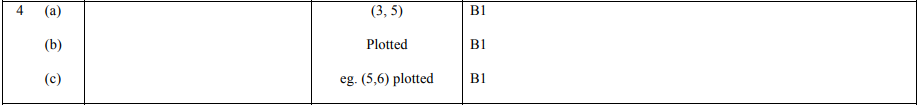 4 (a) (3, 5) B1
(b) Plotted B1
(c) eg. (5,6) plotted B1